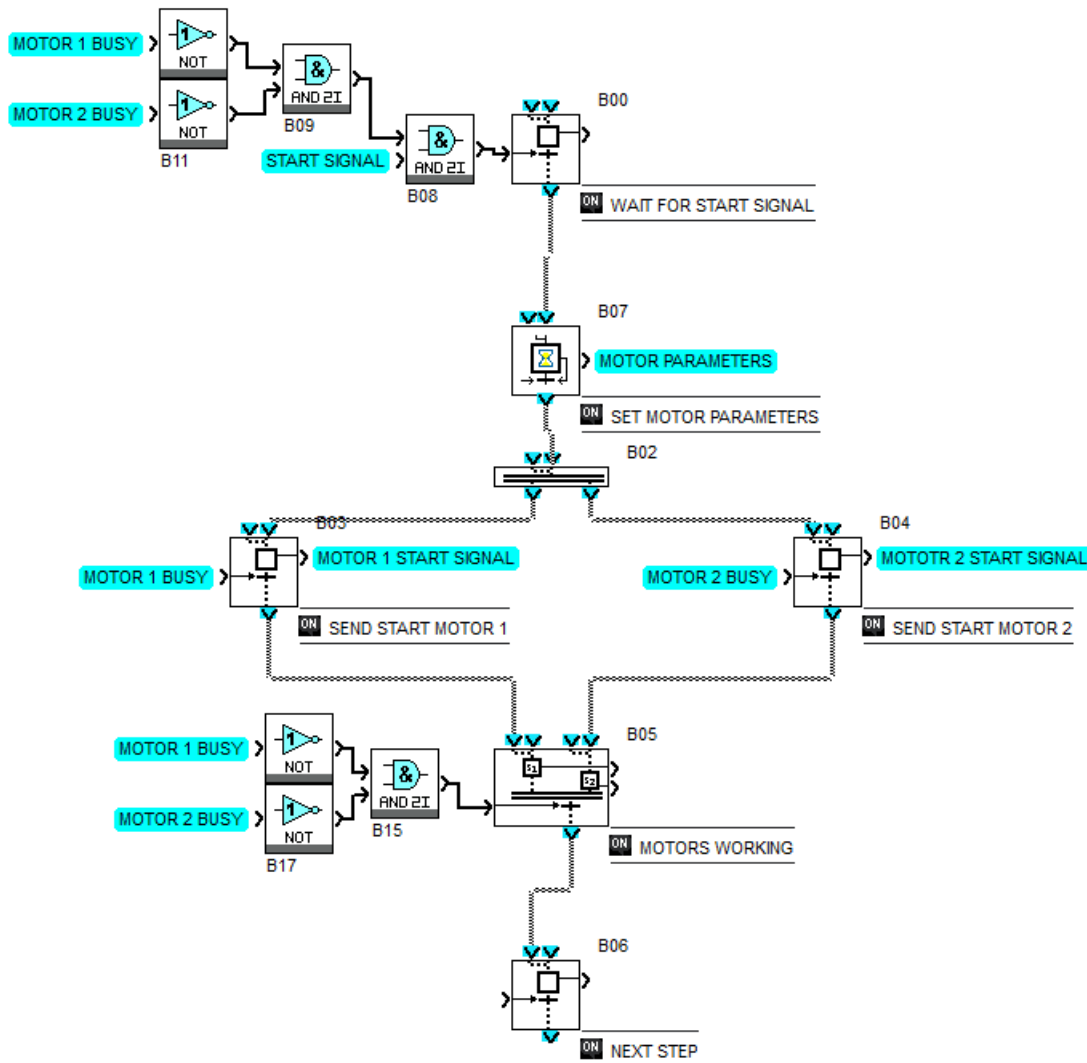 B00
MOTOR 1 BUSY
1
NOT
&
AND 2I
B09
MOTOR 2 BUSY
1
NOT
B11
START SIGNAL
&
AND 2I
B08
ON WAIT FOR START SIGNAL
B07
MOTOR PARAMETERS
ON SET MOTOR PARAMETERS
B02
B03
MOTOR 1 START SIGNAL
MOTOR 1 BUSY
ON SEND START MOTOR 1
B04
MOTOTR 2 START SIGNAL
MOTOR 2 BUSY
ON SEND START MOTOR 2
B05
MOTOR 1 BUSY
1
NOT
&
AND 2I
B15
MOTOR 2 BUSY
1
NOT
B17
S1
S2
ON MOTORS WORKING
B06
ON NEXT STEP